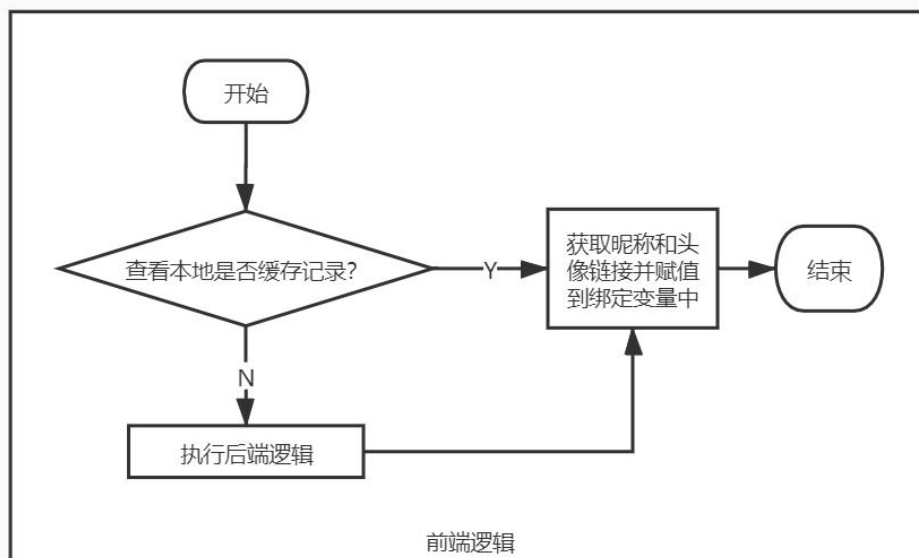 开始
查看本地是否缓存记录?
Y
获取昵称和头
像链接并赋值
到绑定变量中
结束
N
执行后端逻辑
前端逻辑